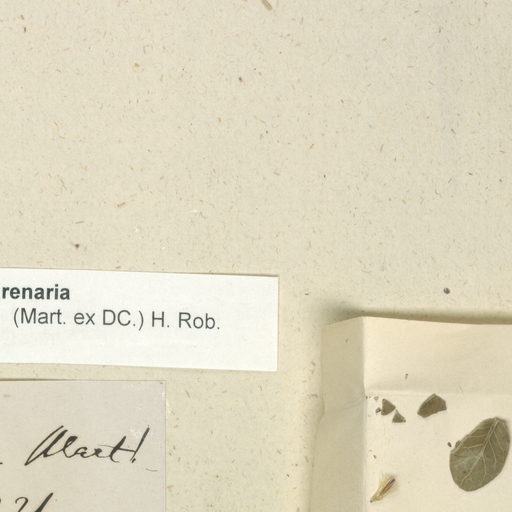 renaria
(Mart. ex DC.) H. Rob.
Mart!